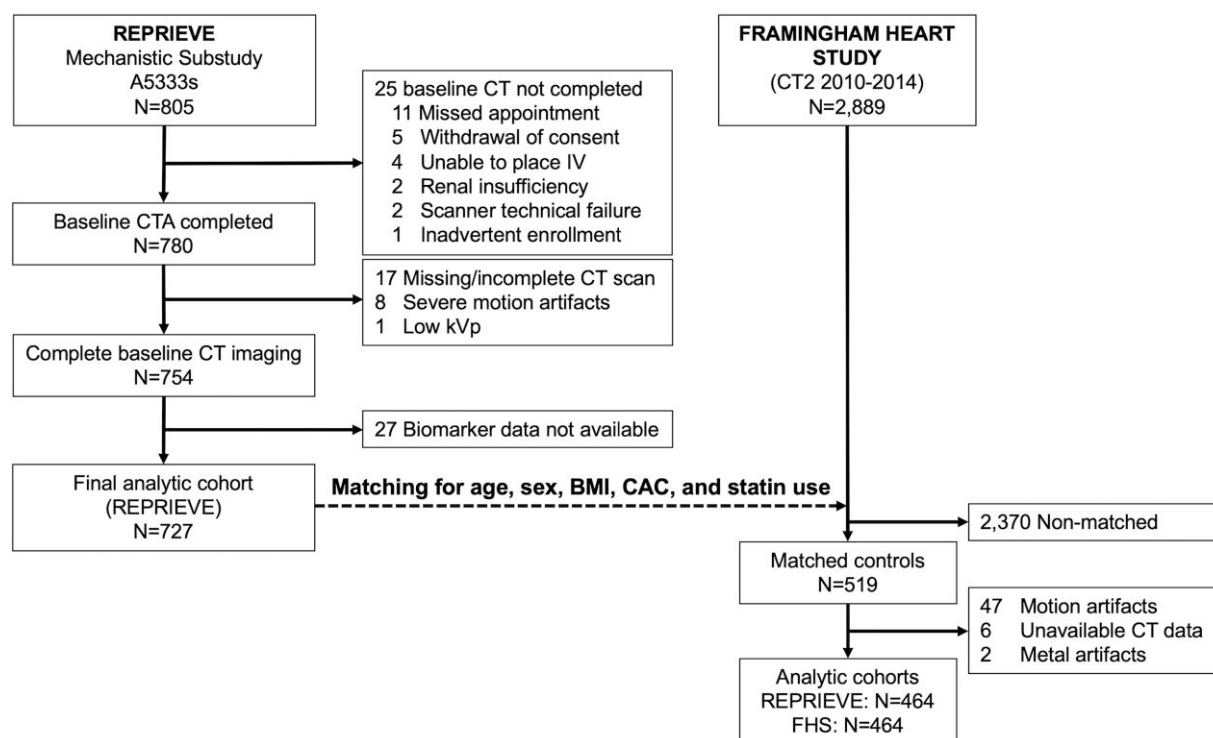 REPRIEVE
Mechanistic Substudy
A5333s
N=805
25 baseline CT not completed
11 Missed appointment
5 Withdrawal of consent
4 Unable to place IV
2 Renal insufficiency
2 Scanner technical failure
1 Inadvertent enrollment
Baseline CTA completed
N=780
17 Missing/incomplete CT scan
8 Severe motion artifacts
1 Low kVp
Complete baseline CT imaging
N=754
27 Biomarker data not available
Final analytic cohort
(REPRIEVE)
N=727
Matching for age, sex, BMI, CAC, and statin use
FRAMINGHAM HEART
STUDY
(CT2 2010-2014)
N=2,889
2,370 Non-matched
Matched controls
N=519
47 Motion artifacts
6 Unavailable CT data
2 Metal artifacts
Analytic cohorts
REPRIEVE: N=464
FHS: N=464